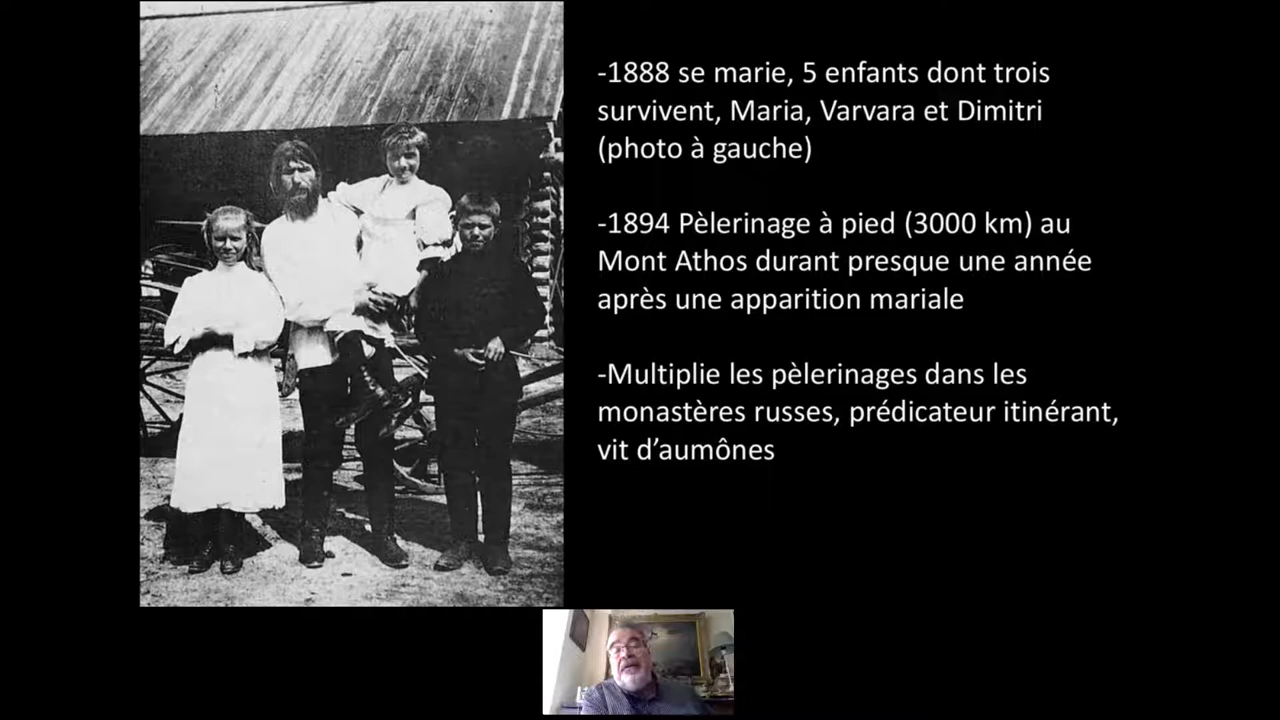 -1888 se marie, 5 enfants dont trois
survivent, Maria, Varvara et Dimitri
(photo à gauche)
-1894 Pèlerinage à pied (3000 km) au
Mont Athos durant presque une année
après une apparition mariale
-Multiplie les pèlerinages dans les
monastères russes, prédicateur itinérant,
vit d’aumônes